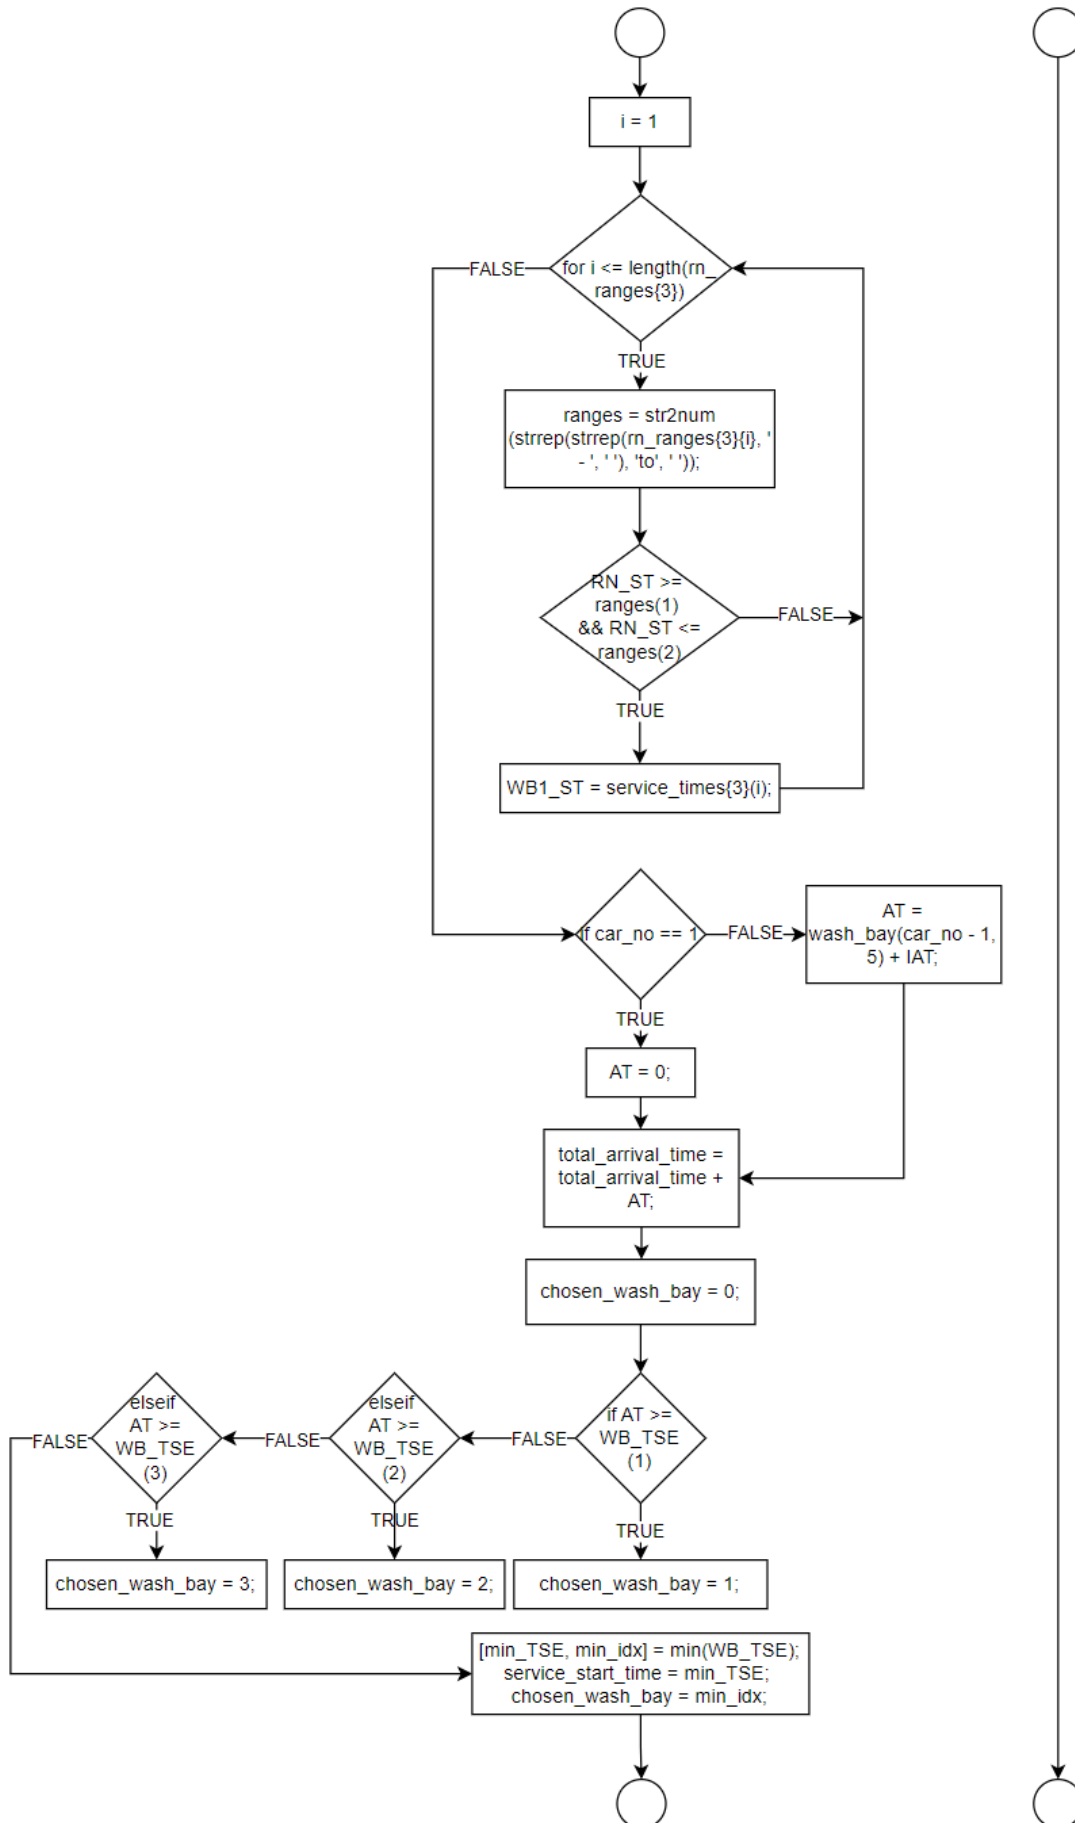 i = 1
for i <= length(rn_
ranges{3})
FALSE
TRUE
ranges = str2num
(strrep(strrep(rn_ranges{3}{i}, '
- ', ' '), 'to', ' '));
RN_ST >=
ranges(1)
&& RN_ST <=
ranges(2)
FALSE
TRUE
WB1_ST = service_times{3}(i);
if car_no == 1
FALSE
AT =
wash_bay(car_no - 1,
5) + IAT;
TRUE
AT = 0;
total_arrival_time =
total_arrival_time +
AT;
chosen_wash_bay = 0;
if AT >=
WB_TSE
(1)
FALSE
elseif
AT >=
WB_TSE
(2)
FALSE
elseif
AT >=
WB_TSE
(3)
FALSE
TRUE
TRUE
TRUE
chosen_wash_bay = 3;
chosen_wash_bay = 2;
chosen_wash_bay = 1;
[min_TSE, min_idx] = min(WB_TSE);
service_start_time = min_TSE;
chosen_wash_bay = min_idx;